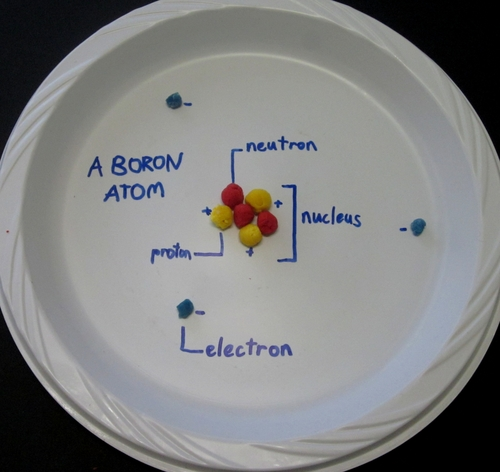 neutron
A BORON
ATOM
nucleus
proton
electron
+
+
+
-
-
-